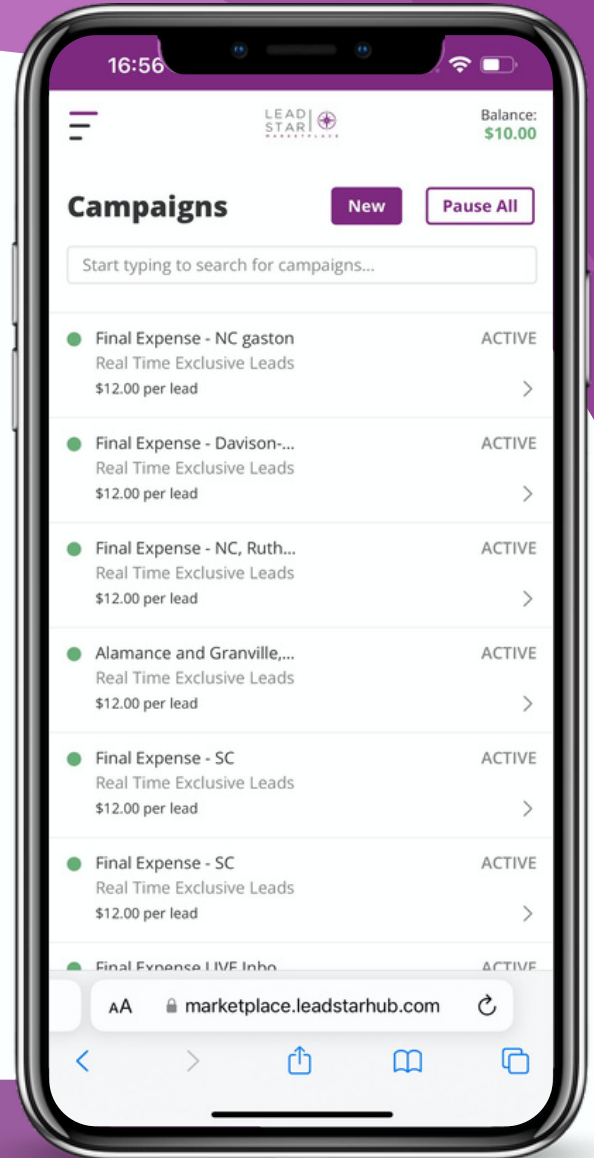 16:56
LEAD
STAR
MARKETPLACE
Balance:
$10.00
Campaigns
New
Pause All
Start typing to search for campaigns...
Final Expense - NC gaston
ACTIVE
Real Time Exclusive Leads
$12.00 per lead
Final Expense - Davison-...
ACTIVE
Real Time Exclusive Leads
$12.00 per lead
Final Expense - NC, Ruth...
ACTIVE
Real Time Exclusive Leads
$12.00 per lead
Alamance and Granville,...
ACTIVE
Real Time Exclusive Leads
$12.00 per lead
Final Expense - SC
ACTIVE
Real Time Exclusive Leads
$12.00 per lead
Final Expense - SC
ACTIVE
Real Time Exclusive Leads
$12.00 per lead
Final Expense LIVE Inbo
ACTIVE
AA
marketplace.leadstarhub.com